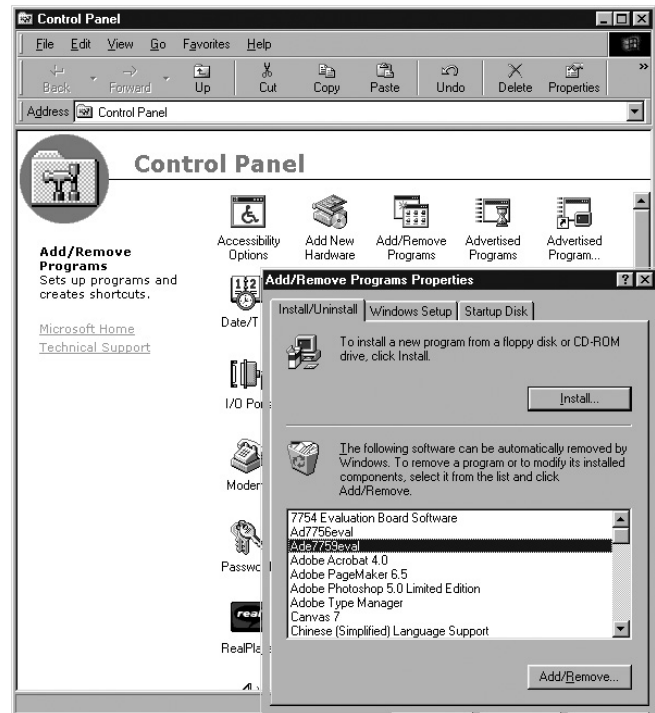 Control Panel
File Edit View Go Favorites Help
Back Forward Up Cut Copy Paste Undo Delete Properties »
Address Control Panel
Control Panel
Add/Remove
Programs
Sets up programs and
creates shortcuts.
Microsoft Home
Technical Support
Accessibility
Options
Add New
Hardware
Add/Remove
Programs
Advertised
Programs
Advertised
Program...
Date/T
I/O Por
Modem
Passwo
real
RealPla
Add/Remove Programs Properties
Install/Uninstall Windows Setup Startup Disk
To install a new program from a floppy disk or CD-ROM
drive, click Install.
Install...
The following software can be automatically removed by
Windows. To remove a program or to modify its installed
components, select it from the list and click
Add/Remove.
7754 Evaluation Board Software
Ad7756eval
Ade7759eval
Adobe Acrobat 4.0
Adobe PageMaker 6.5
Adobe Photoshop 5.0 Limited Edition
Adobe Type Manager
Canvas 7
Chinese (Simplified) Language Support
Add/Remove...